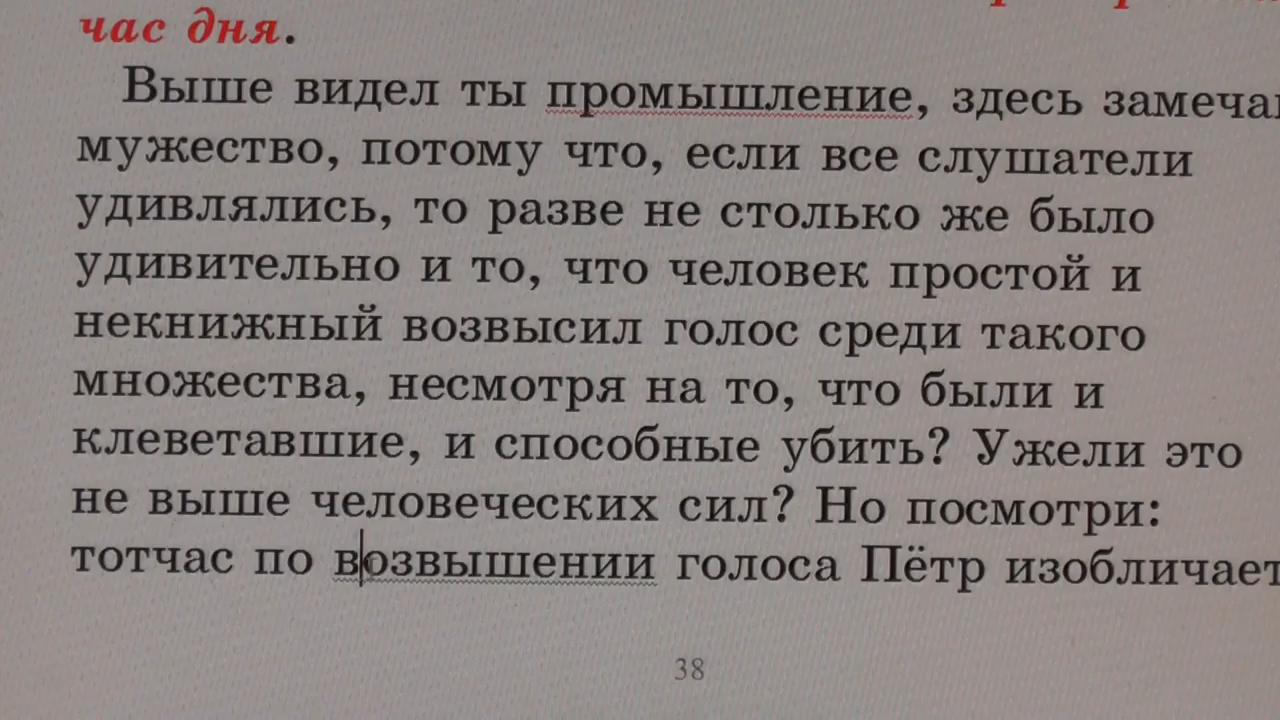 час дня.
Выше видел ты промышление, здесь
мужество, потому что, если все слушатели
удивлялись, то разве не столько же было
удивительно и то, что человек простой и
некнижный возвысил голос среди такого
множества, несмотря на то, что были и
клеветавшие, и способные убить? Ужели это
не выше человеческих сил? Но посмотри:
тотчас по возвышении голоса Пётр изобличает
38